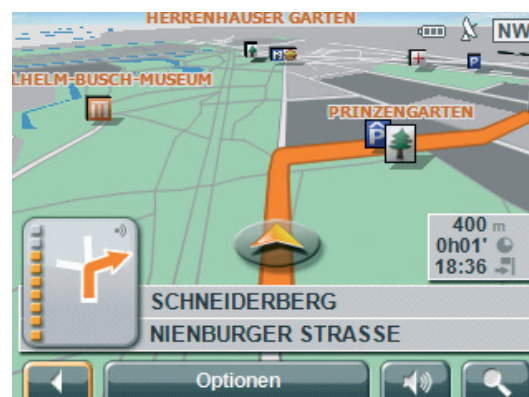 HERRENHAUSER GARTEN
NW
LHELM-BUSCH-MUSEUM
PRINZENGARTEN
P
P
P
400 m
0h01'
18:36
SCHNEIDERBERG
NIENBURGER STRASSE
Optionen